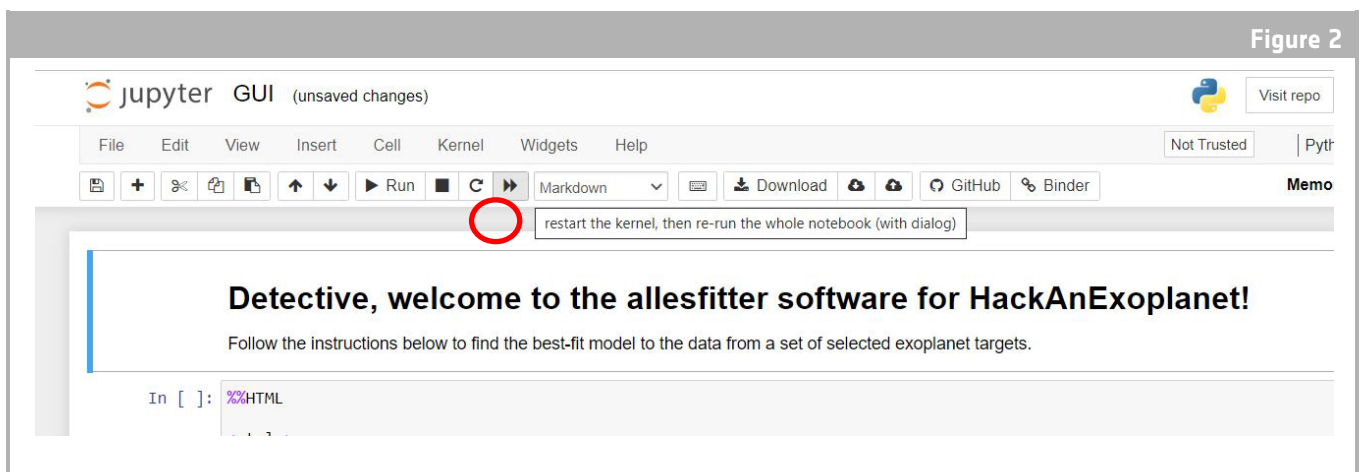 Figure 2
jupyter GUI (unsaved changes) Visit repo
File Edit View Insert Cell Kernel Widgets Help Not Trusted Pyth
Run Markdown Download GitHub Binder Memo
restart the kernel, then re-run the whole notebook (with dialog)
Detective, welcome to the allesfitter software for HackAnExoplanet!
Follow the instructions below to find the best-fit model to the data from a set of selected exoplanet targets.
In [ ]: %%HTML